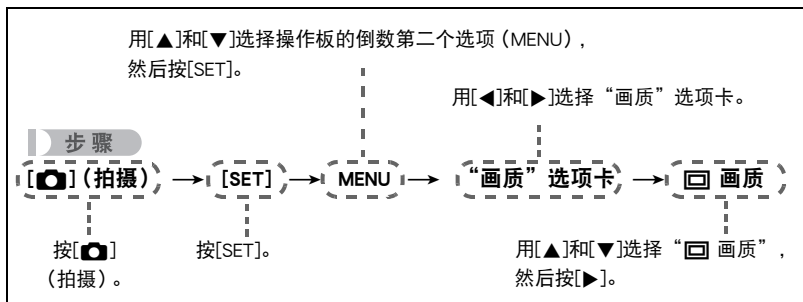 用[▲]和[▼]选择操作板的倒数第二个选项（MENU），
然后按[SET]。
用[◀]和[▶]选择“画质”选项卡。
步骤
[📷]（拍摄） → [SET] → MENU → “画质”选项卡 → 画质
按[📷]
（拍摄）。
按[SET]。
用[▲]和[▼]选择“ 画质”，
然后按[▶]。